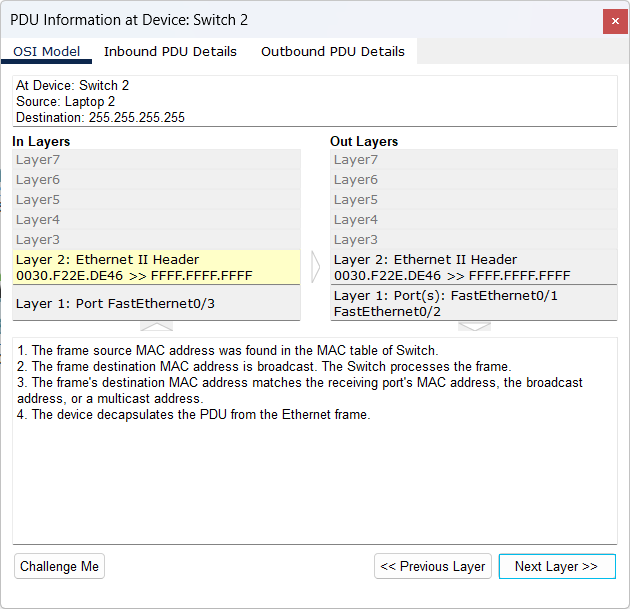 PDU Information at Device: Switch 2
OSI Model Inbound PDU Details Outbound PDU Details
At Device: Switch 2
Source: Laptop 2
Destination: 255.255.255.255
In Layers
Layer7
Layer6
Layer5
Layer4
Layer3
Layer 2: Ethernet II Header
0030.F22E.DE46 >> FFFF.FFFF.FFFF
Layer 1: Port FastEthernet0/3
Out Layers
Layer7
Layer6
Layer5
Layer4
Layer3
Layer 2: Ethernet II Header
0030.F22E.DE46 >> FFFF.FFFF.FFFF
Layer 1: Port(s): FastEthernet0/1
FastEthernet0/2
1. The frame source MAC address was found in the MAC table of Switch.
2. The frame destination MAC address is broadcast. The Switch processes the frame.
3. The frame's destination MAC address matches the receiving port's MAC address, the broadcast
address, or a multicast address.
4. The device decapsulates the PDU from the Ethernet frame.
Challenge Me << Previous Layer Next Layer >>